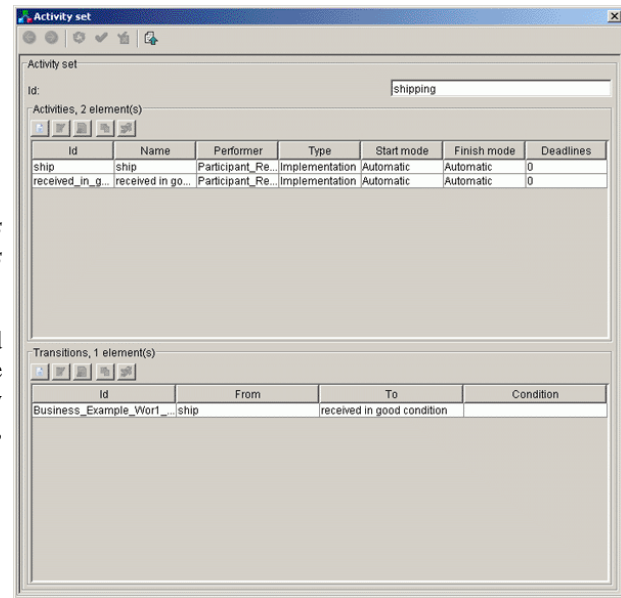 Activity set
Activity set
Id: shipping
Activities, 2 element(s)
Id Name Performer Type Start mode Finish mode Deadlines
ship ship Participant_Re... Implementation Automatic Automatic 0
received_in_g... received in go... Participant_Re... Implementation Automatic Automatic 0
Transitions, 1 element(s)
Id From To Condition
Business_Example_Wor1_... ship received in good condition